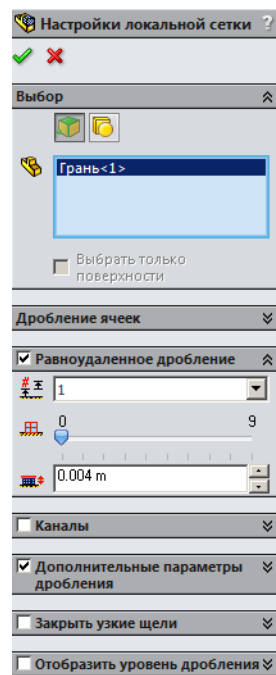 Настройки локальной сетки ?
Выбор
Грань<1>
Выбрать только
поверхности
Дробление ячеек
Равноудаленное дробление
1
0 9
0.004 m
Каналы
Дополнительные параметры
дробления
Закрыть узкие щели
Отобразить уровень дробления